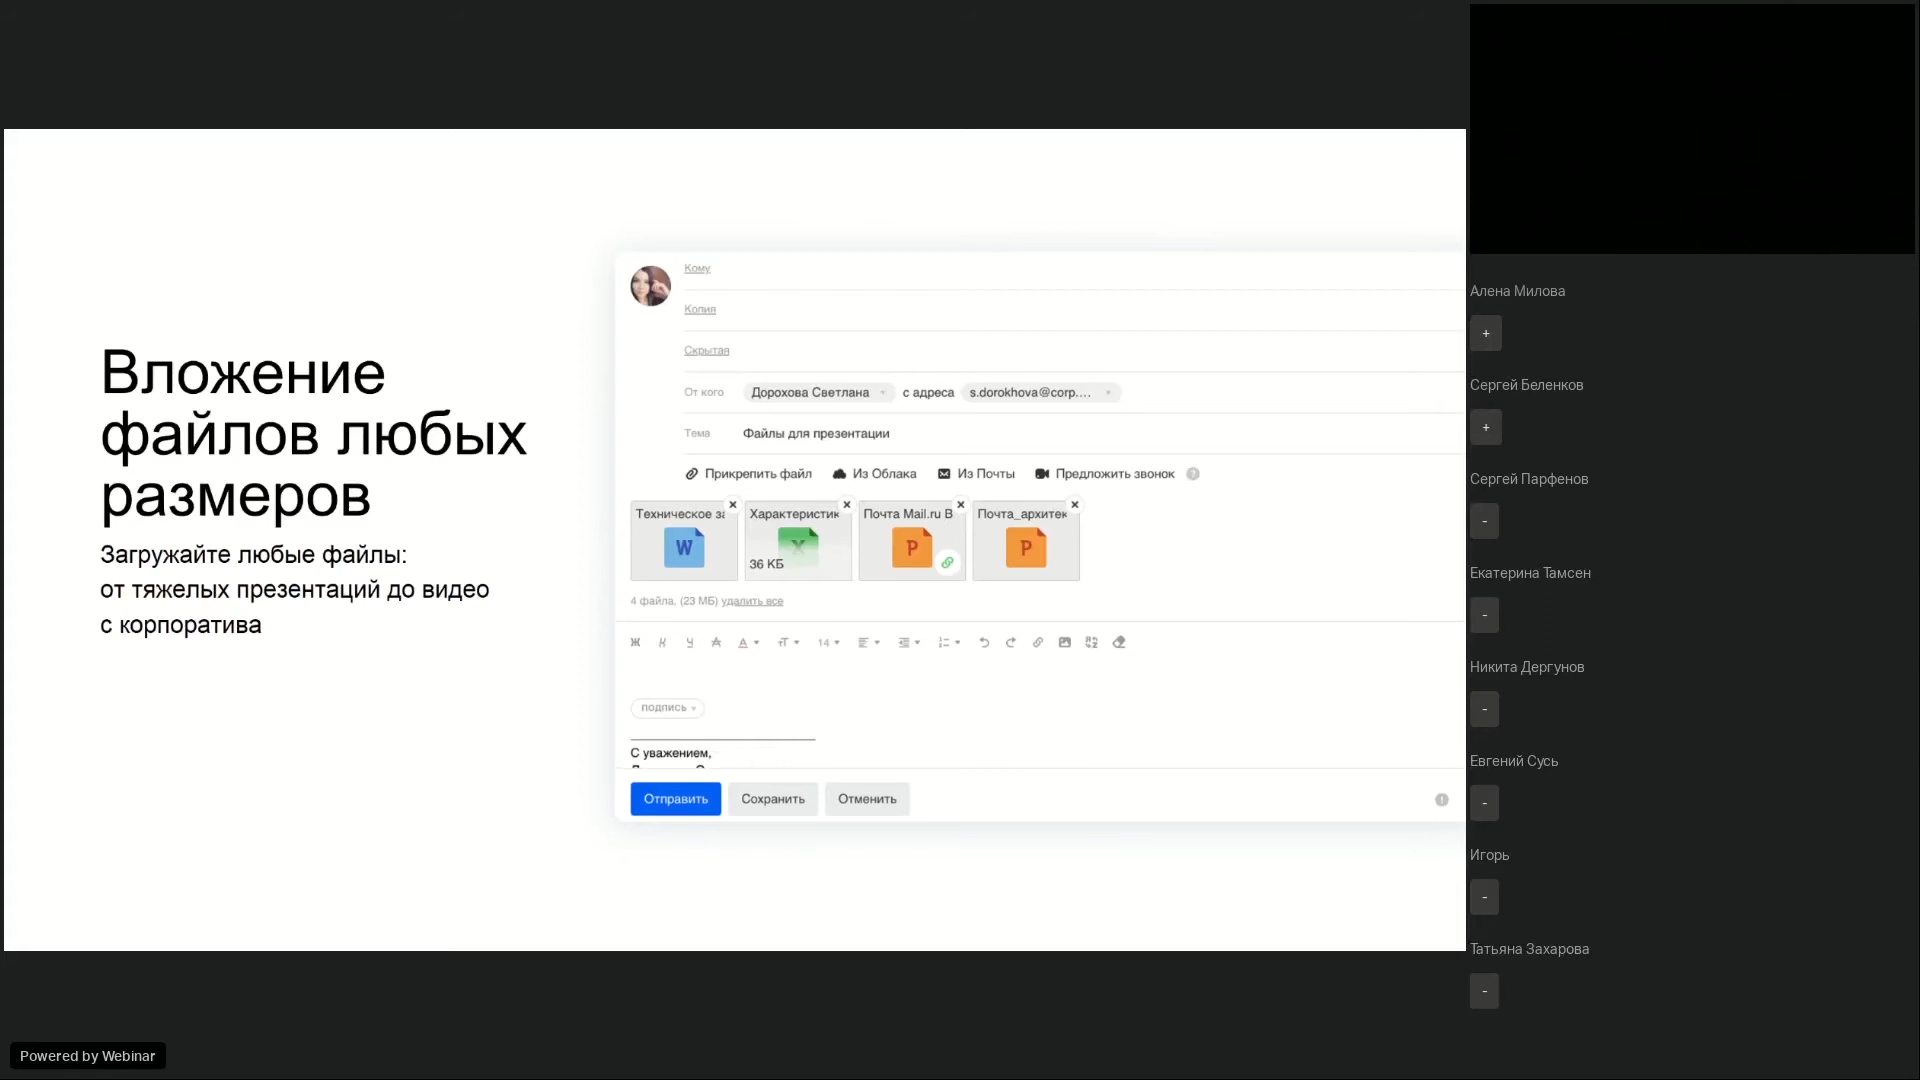 Вложение
файлов любых
размеров
Загружайте любые файлы:
от тяжелых презентаций до видео
с корпоратива
Кому
Копия
Скрытая
От кого Дорохова Светлана с адреса s.dorokhova@corp....
Тема Файлы для презентации
Прикрепить файл Из Облака Из Почты Предложить звонок ?
Техническое за Характеристик Почта Mail.ru В Почта_архитек
W X P P
36 КБ
4 файла, (23 МБ) удалить все
Ж К У А А тТ 14
подпись
С уважением,
Отправить Сохранить Отменить
Алена Милова
+
Сергей Беленков
+
Сергей Парфенов
-
Екатерина Тамсен
-
Никита Дергунов
-
Евгений Сусь
-
Игорь
-
Татьяна Захарова
-
Powered by Webinar